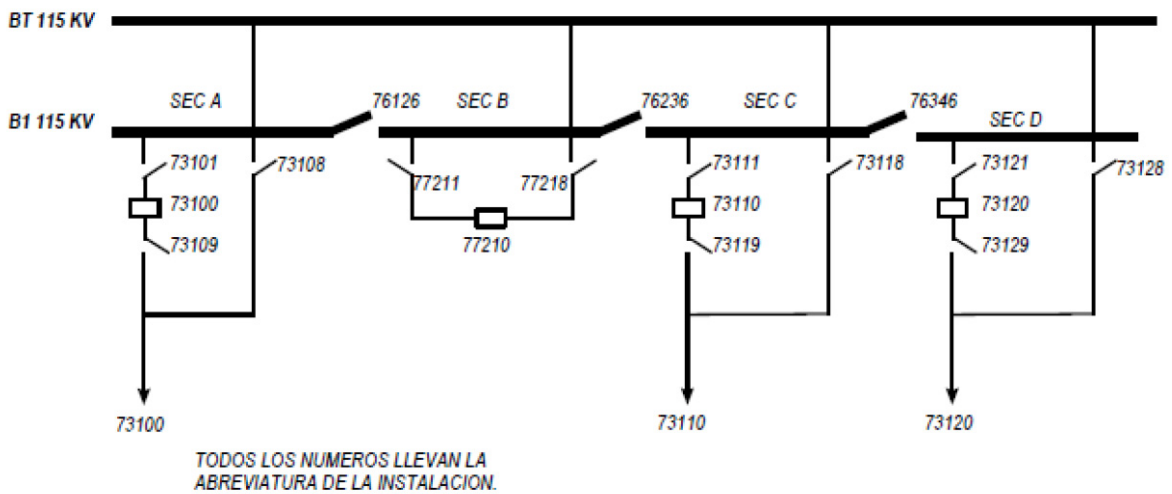 BT 115 KV
SEC A
76126
SEC B
76236
SEC C
76346
B1 115 KV
SEC D
73101
73108
77211
77218
73111
73118
73121
73128
73100
73110
73120
77210
73109
73119
73129
73100
73110
73120
TODOS LOS NUMEROS LLEVAN LA
ABREVIATURA DE LA INSTALACION.